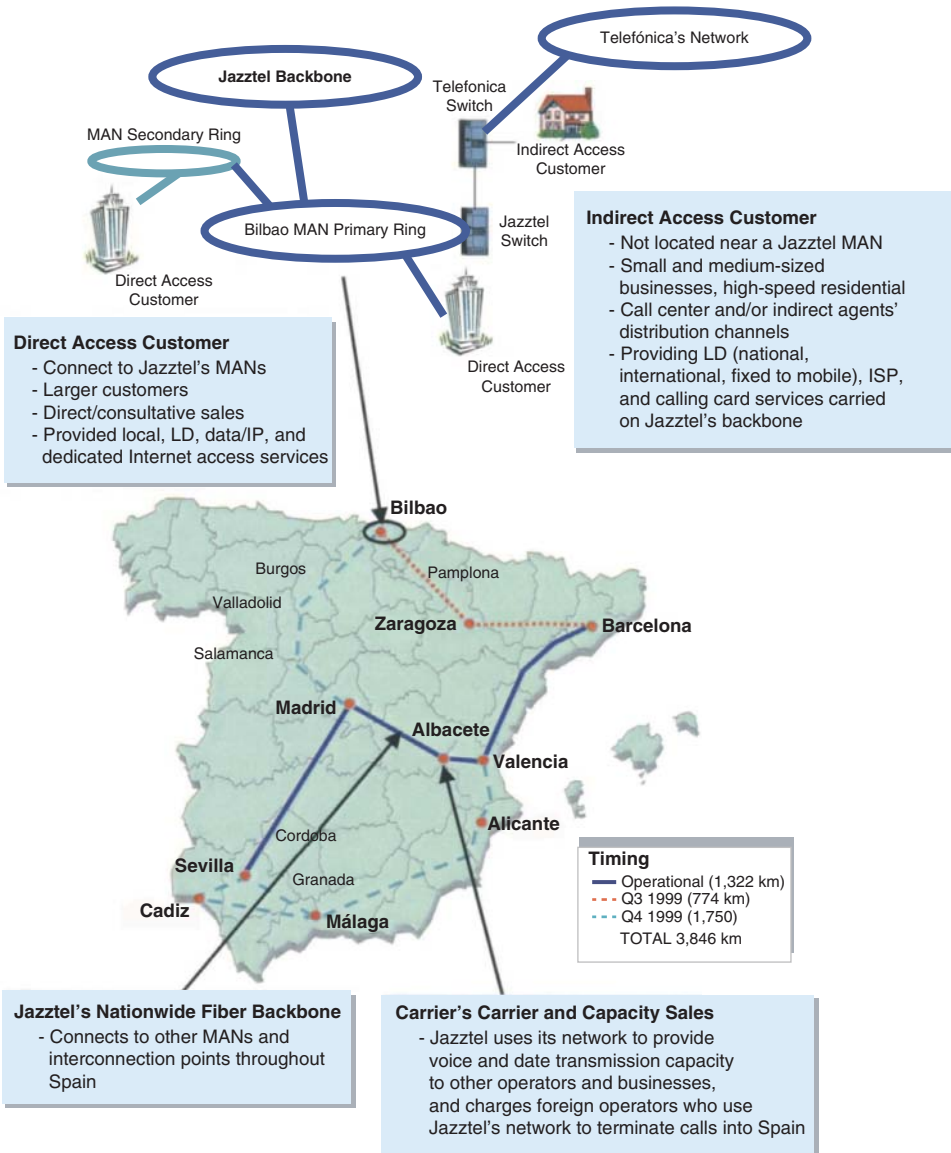 Telefónica's Network
Jazztel Backbone
Telefonica
Switch
MAN Secondary Ring
Indirect Access
Customer
Bilbao MAN Primary Ring
Jazztel
Switch
Direct Access
Customer
Direct Access
Customer
Indirect Access Customer
- Not located near a Jazztel MAN
- Small and medium-sized
businesses, high-speed residential
- Call center and/or indirect agents'
distribution channels
- Providing LD (national,
international, fixed to mobile), ISP,
and calling card services carried
on Jazztel's backbone
Direct Access Customer
- Connect to Jazztel's MANs
- Larger customers
- Direct/consultative sales
- Provided local, LD, data/IP, and
dedicated Internet access services
Bilbao
Burgos
Pamplona
Valladolid
Zaragoza
Barcelona
Salamanca
Madrid
Albacete
Valencia
Alicante
Cordoba
Sevilla
Granada
Cadiz
Málaga
Timing
Operational (1,322 km)
Q3 1999 (774 km)
Q4 1999 (1,750)
TOTAL 3,846 km
Jazztel's Nationwide Fiber Backbone
- Connects to other MANs and
interconnection points throughout
Spain
Carrier's Carrier and Capacity Sales
- Jazztel uses its network to provide
voice and date transmission capacity
to other operators and businesses,
and charges foreign operators who use
Jazztel's network to terminate calls into Spain